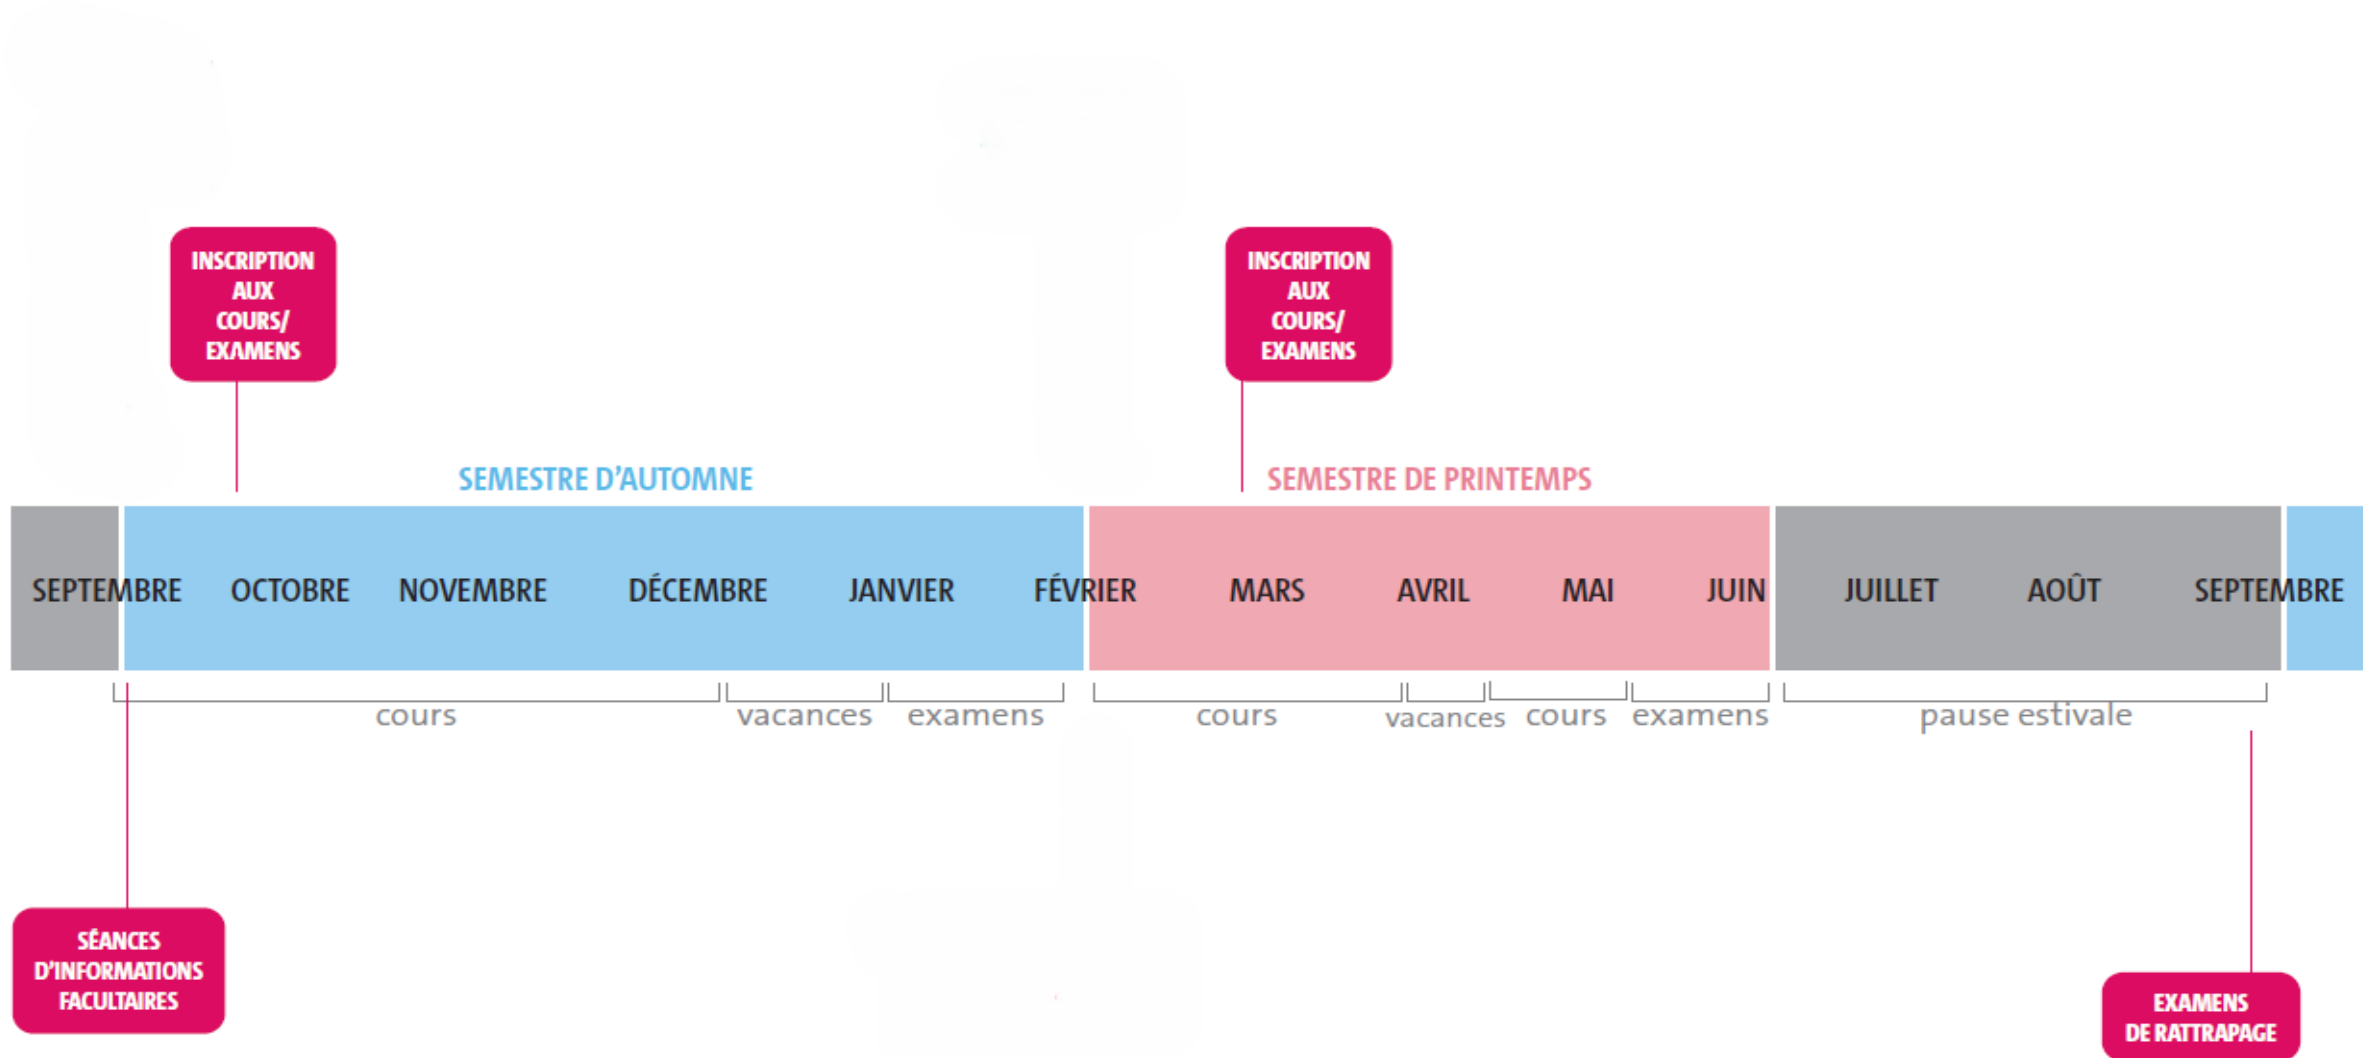 INSCRIPTION
AUX
COURS/
EXAMENS
INSCRIPTION
AUX
COURS/
EXAMENS
SEMESTRE D'AUTOMNE
SEMESTRE DE PRINTEMPS
SEPTEMBRE OCTOBRE NOVEMBRE DÉCEMBRE JANVIER FÉVRIER MARS AVRIL MAI JUIN JUILLET AOÛT SEPTEMBRE
cours vacances examens cours vacances cours examens pause estivale
SÉANCES
D'INFORMATIONS
FACULTAIRES
EXAMENS
DE RATTRAPAGE